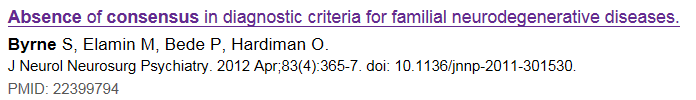 Absence of consensus in diagnostic criteria for familial neurodegenerative diseases.
Byrne S, Elamin M, Bede P, Hardiman O.
J Neurol Neurosurg Psychiatry. 2012 Apr;83(4):365-7. doi: 10.1136/jnnp-2011-301530.
PMID: 22399794